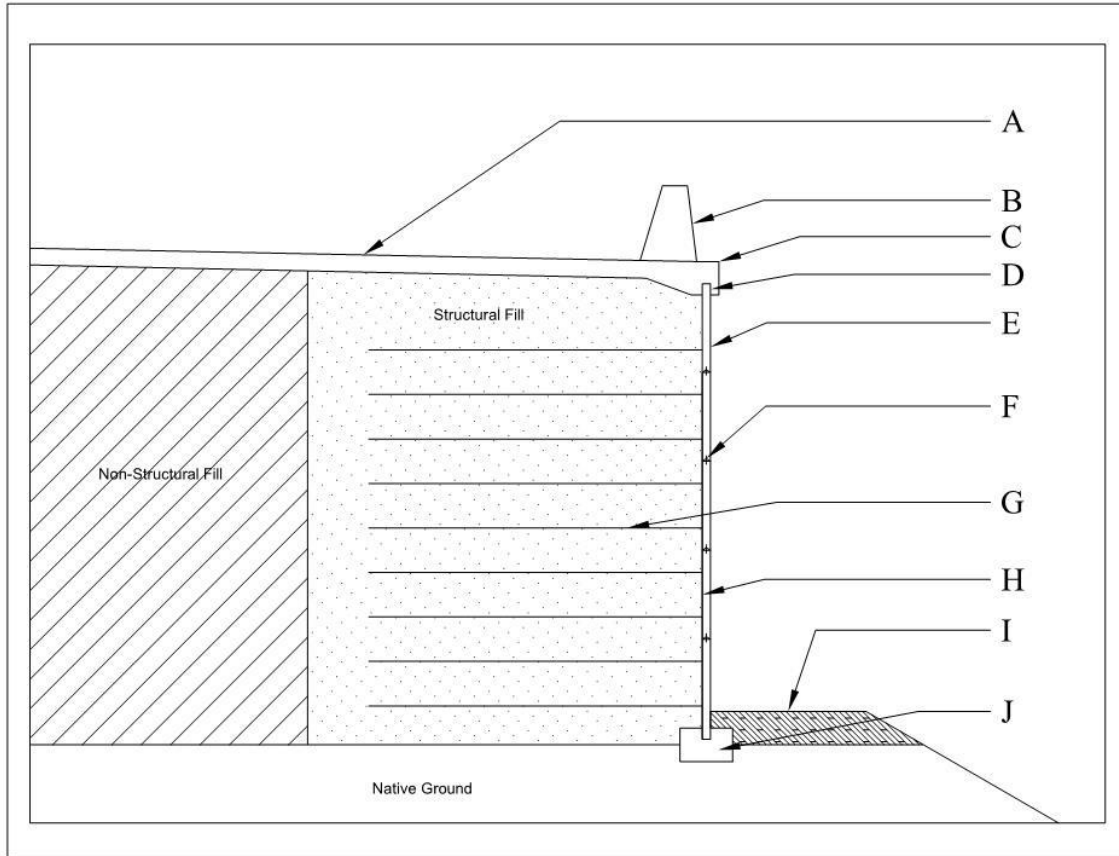 A
B
C
D
Structural Fill
E
F
Non-Structural Fill
G
H
I
J
Native Ground